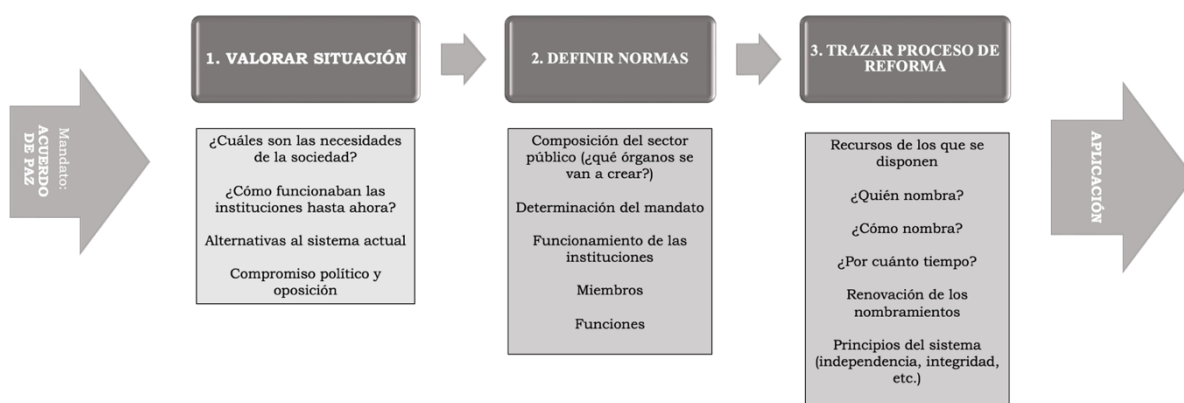 Mandato:
ACUERDO
DE PAZ
1. VALORAR SITUACIÓN
¿Cuáles son las necesidades
de la sociedad?
¿Cómo funcionaban las
instituciones hasta ahora?
Alternativas al sistema actual
Compromiso político y
oposición
2. DEFINIR NORMAS
Composición del sector
público (¿qué órganos se
van a crear?)
Determinación del mandato
Funcionamiento de las
instituciones
Miembros
Funciones
3. TRAZAR PROCESO DE
REFORMA
Recursos de los que se
disponen
¿Quién nombra?
¿Cómo nombra?
¿Por cuánto tiempo?
Renovación de los
nombramientos
Principios del sistema
(independencia, integridad,
etc.)
APLICACIÓN